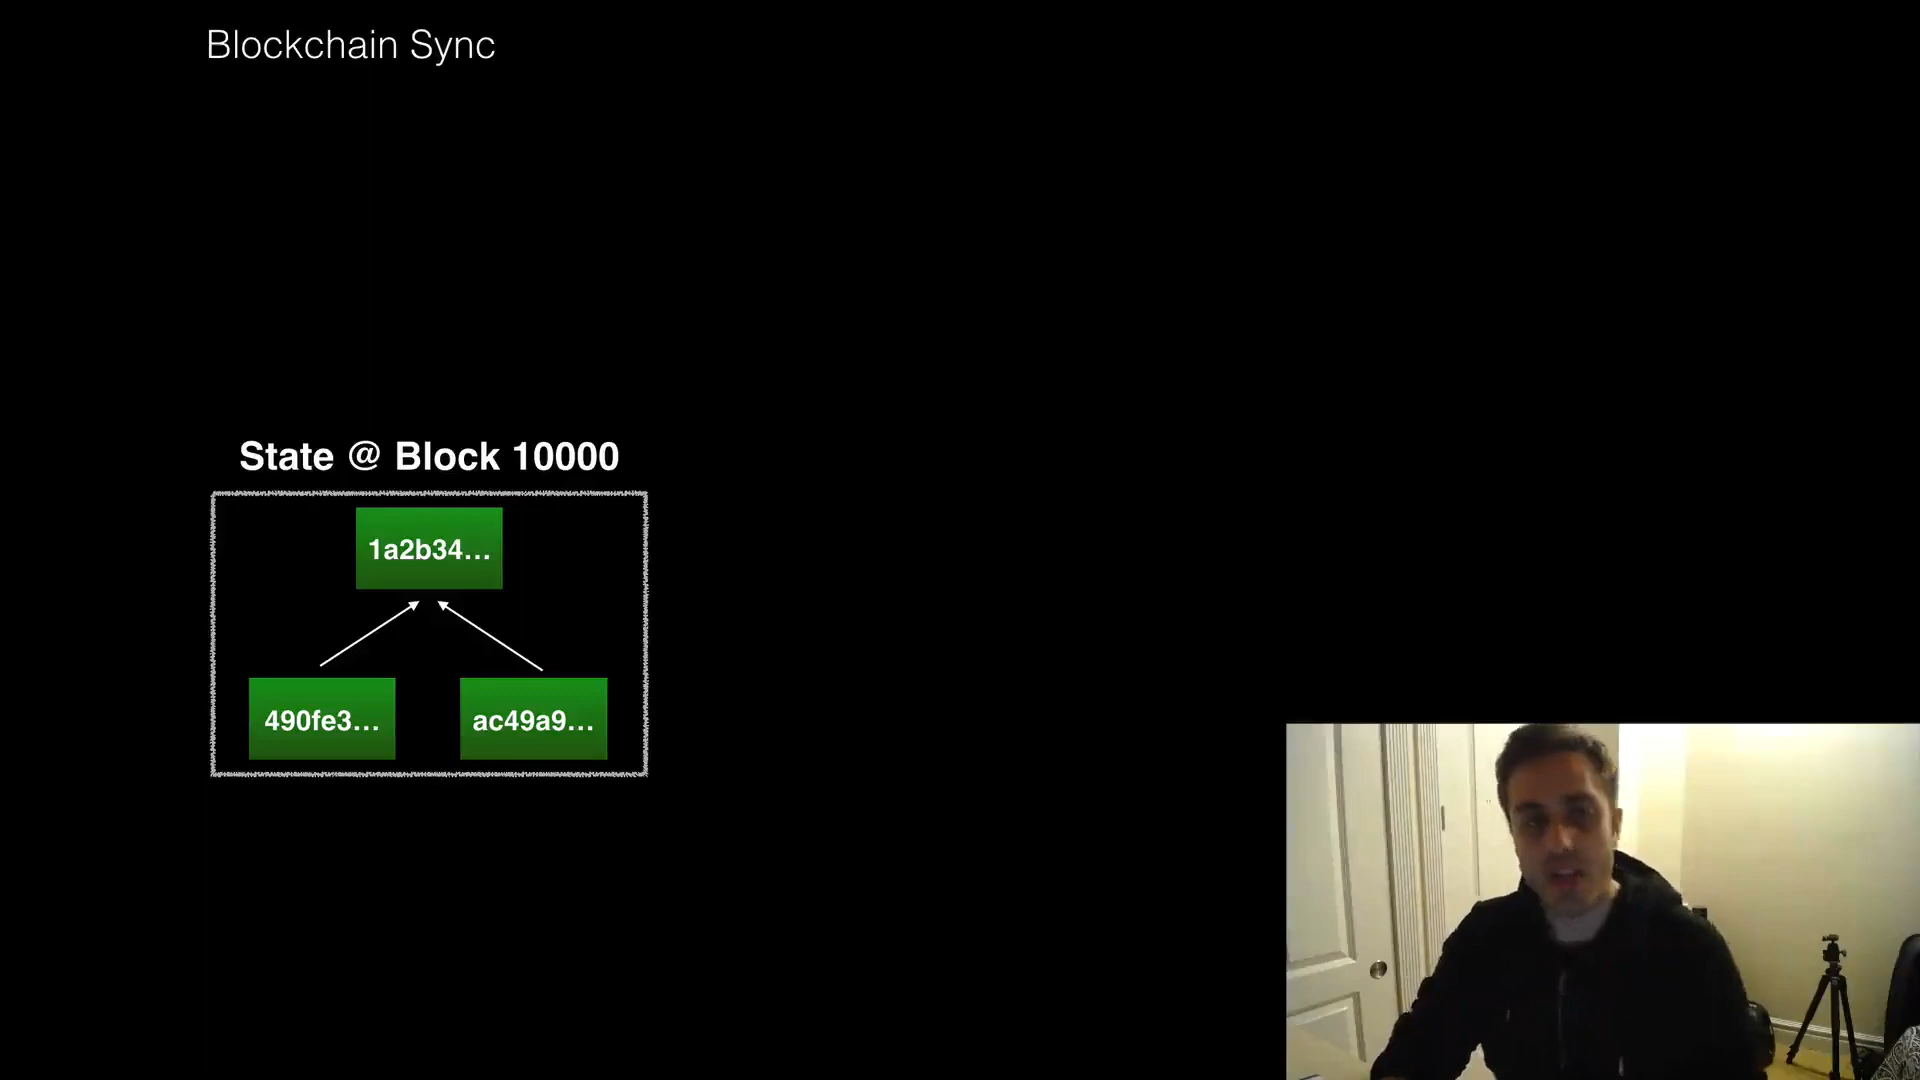 Blockchain Sync
State @ Block 10000
1a2b34...
490fe3...
ac49a9...